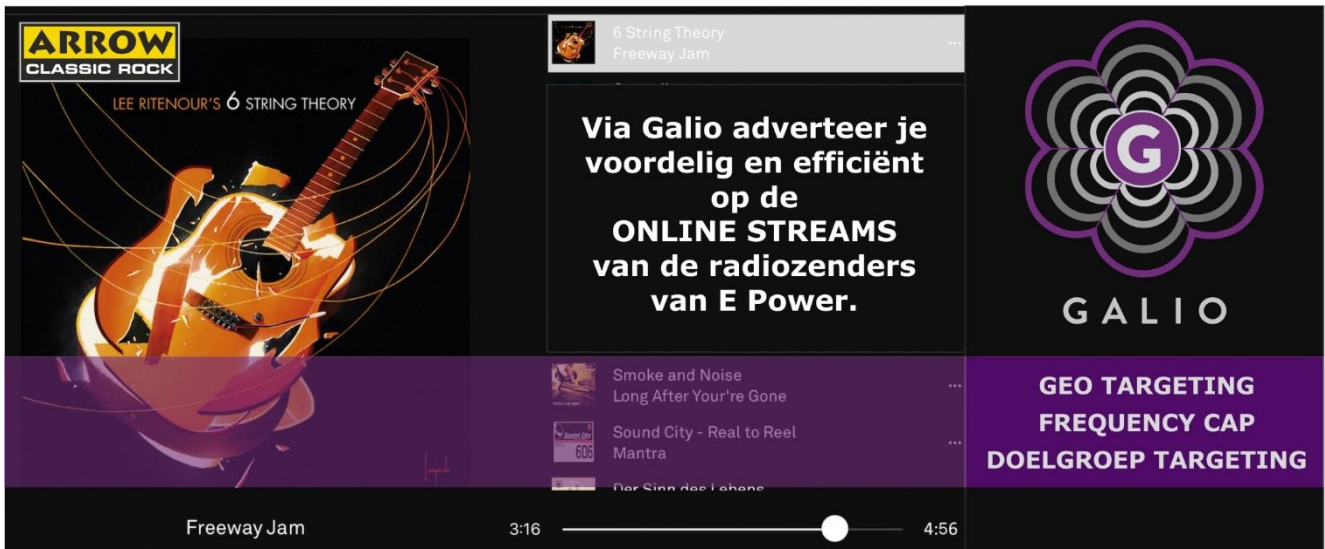 ARROW
CLASSIC ROCK
LEE RITENOUR'S 6 STRING THEORY
6 String Theory
Freeway Jam
Via Galio adverteer je
voordelig en efficiënt
op de
ONLINE STREAMS
van de radiozenders
van E Power.
Smoke and Noise
Long After Your're Gone
Sound City - Real to Reel
Mantra
606
Der Sinn des Lebens
Freeway Jam
3:16
4:56
G
GALIO
GEO TARGETING
FREQUENCY CAP
DOELGROEP TARGETING